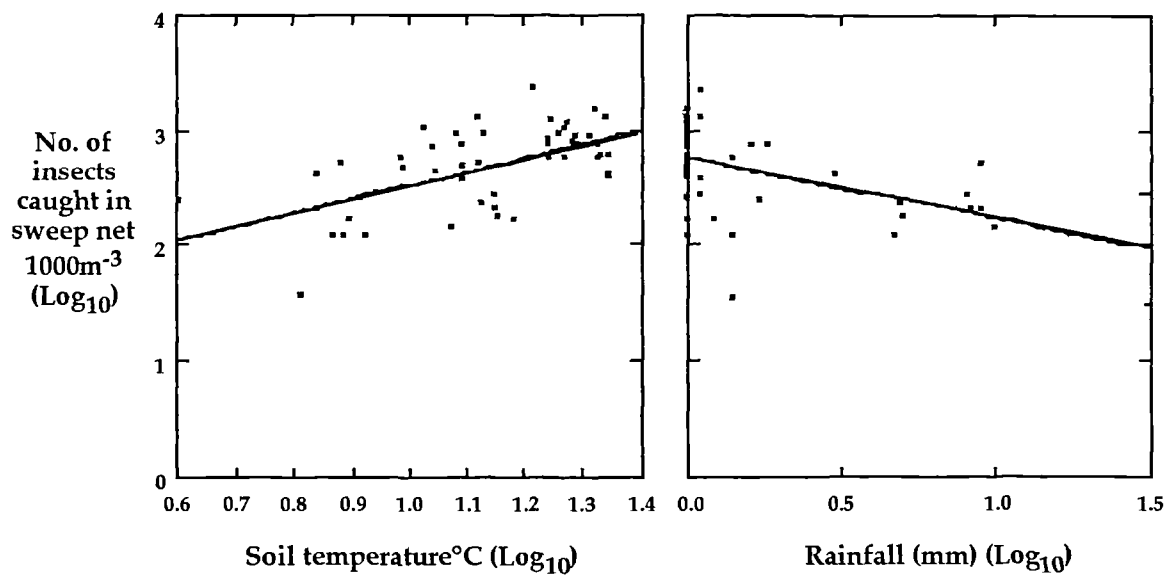 No. of
insects
caught in
sweep net
1000m-3
(Log10)
4
3
2
1
0
0.6 0.7 0.8 0.9 1.0 1.1 1.2 1.3 1.4
Soil temperature°C (Log10)
0.0 0.5 1.0 1.5
Rainfall (mm) (Log10)